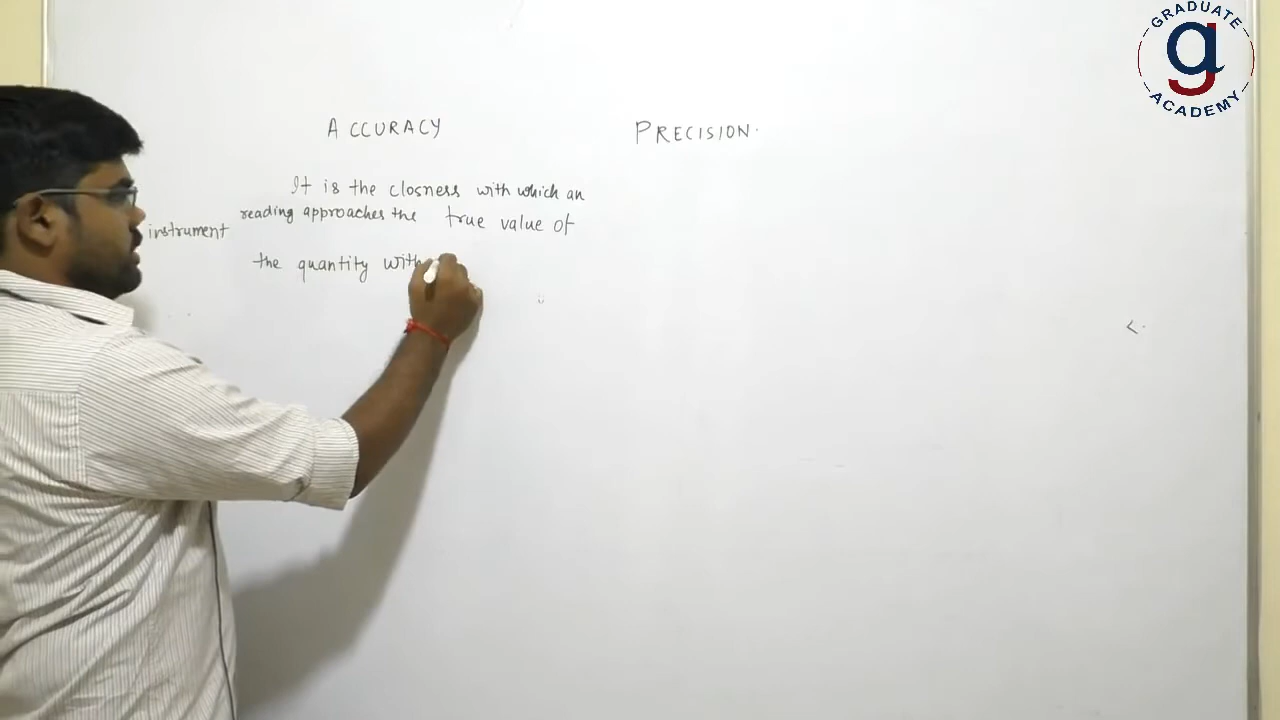 GRADUATE
a
ACADEMY
ACCURACY
PRECISION.
It is the closness with which an
instrument reading approaches the true value of
the quantity with